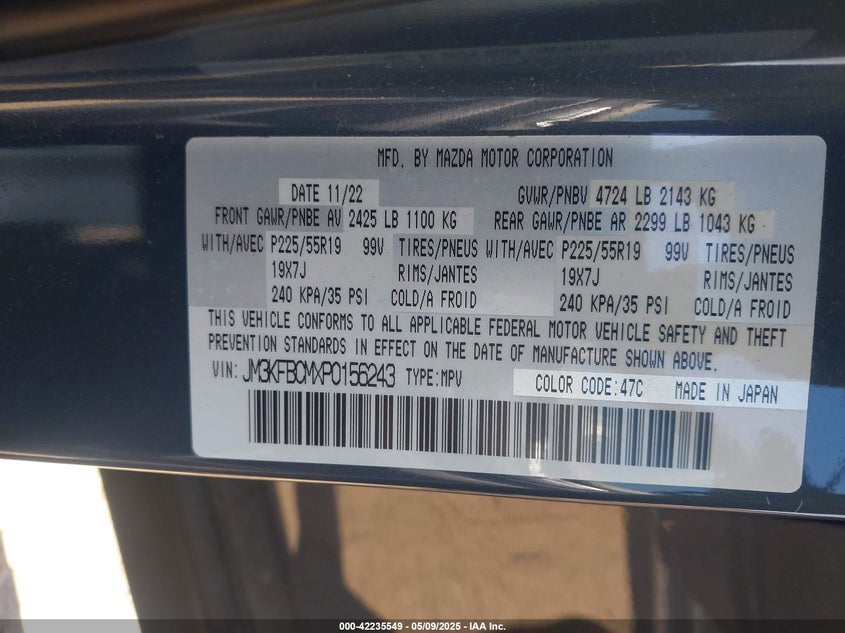 MFD. BY MAZDA MOTOR CORPORATION
DATE 11/22 GVWR/PNBV 4724 LB 2143 KG
FRONT GAWR/PNBE AV 2425 LB 1100 KG REAR GAWR/PNBE AR 2299 LB 1043 KG
WITH/AVEC P225/55R19 99V TIRES/PNEUS WITH/AVEC P225/55R19 99V TIRES/PNEUS
19X7J RIMS/JANTES 19X7J RIMS/JANTES
240 KPA/35 PSI COLD/A FROID 240 KPA/35 PSI COLD/A FROID
THIS VEHICLE CONFORMS TO ALL APPLICABLE FEDERAL MOTOR VEHICLE SAFETY AND THEFT
PREVENTION STANDARDS IN EFFECT ON THE DATE OF MANUFACTURE SHOWN ABOVE.
VIN: JM3KFBCMXP0156243 TYPE:MPV COLOR CODE:47C MADE IN JAPAN
000-42235549 - 05/09/2025 - IAA Inc.